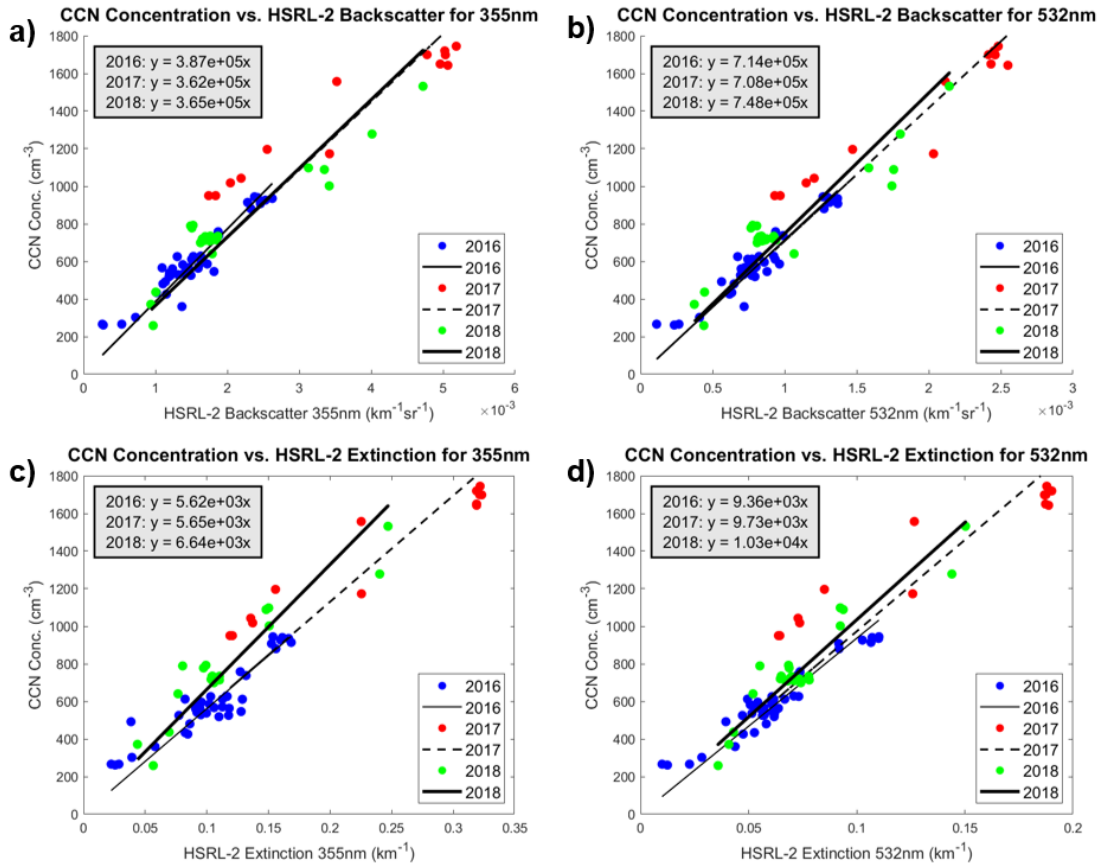 a)
CCN Concentration vs. HSRL-2 Backscatter for 355nm
2016: y = 3.87e+05x
2017: y = 3.62e+05x
2018: y = 3.65e+05x
CCN Conc. (cm⁻³)
1800
1600
1400
1200
1000
800
600
400
200
0
2016
2016
2017
2017
2018
2018
0 1 2 3 4 5 6
HSRL-2 Backscatter 355nm (km⁻¹sr⁻¹) ×10⁻³
b)
CCN Concentration vs. HSRL-2 Backscatter for 532nm
2016: y = 7.14e+05x
2017: y = 7.08e+05x
2018: y = 7.48e+05x
CCN Conc. (cm⁻³)
1800
1600
1400
1200
1000
800
600
400
200
0
2016
2016
2017
2017
2018
2018
0 0.5 1 1.5 2 2.5 3
HSRL-2 Backscatter 532nm (km⁻¹sr⁻¹) ×10⁻³
c)
CCN Concentration vs. HSRL-2 Extinction for 355nm
2016: y = 5.62e+03x
2017: y = 5.65e+03x
2018: y = 6.64e+03x
CCN Conc. (cm⁻³)
1800
1600
1400
1200
1000
800
600
400
200
0
2016
2016
2017
2017
2018
2018
0 0.05 0.1 0.15 0.2 0.25 0.3 0.35
HSRL-2 Extinction 355nm (km⁻¹)
d)
CCN Concentration vs. HSRL-2 Extinction for 532nm
2016: y = 9.36e+03x
2017: y = 9.73e+03x
2018: y = 1.03e+04x
CCN Conc. (cm⁻³)
1800
1600
1400
1200
1000
800
600
400
200
0
2016
2016
2017
2017
2018
2018
0 0.05 0.1 0.15 0.2
HSRL-2 Extinction 532nm (km⁻¹)